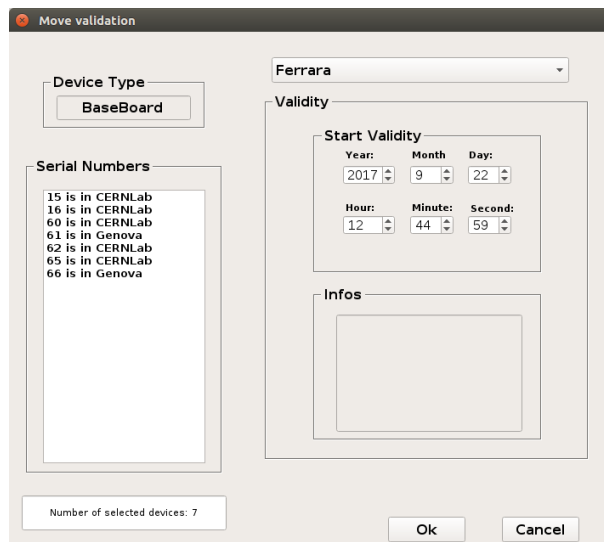 Move validation
Device Type
BaseBoard
Serial Numbers
15 is in CERNLab
16 is in CERNLab
60 is in CERNLab
61 is in Genova
62 is in CERNLab
65 is in CERNLab
66 is in Genova
Number of selected devices: 7
Ferrara
Validity
Start Validity
Year: Month Day:
2017 9 22
Hour: Minute: Second:
12 44 59
Infos
Ok Cancel